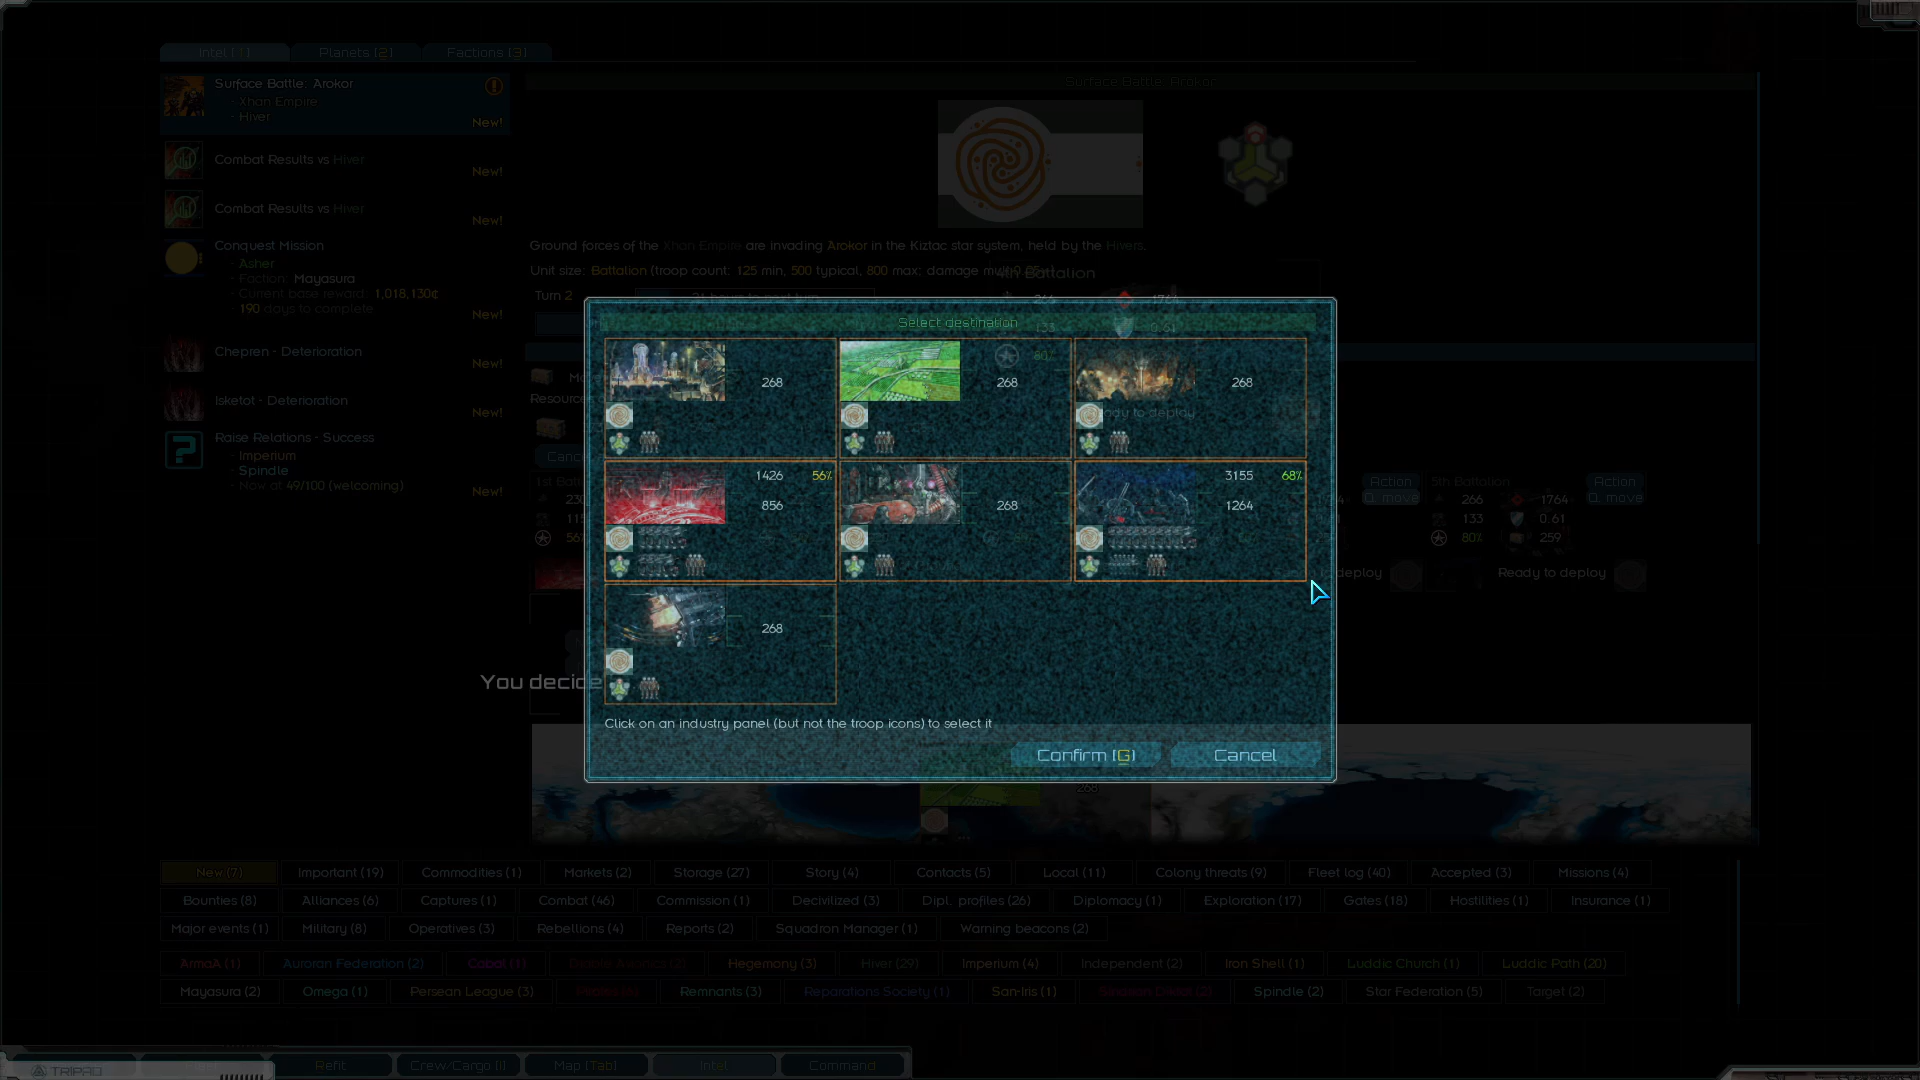 Intel [1]
Planets [2]
Factions [3]
Surface Battle: Arokor
- Xhan Empire
- Hiver
New!
Combat Results vs Hiver
New!
Combat Results vs Hiver
New!
Conquest Mission
- Asher
- Faction: Mayasura
- Current base reward: 1,018,130¢
- 190 days to complete
New!
Chepren - Deterioration
New!
Isketot - Deterioration
New!
Raise Relations - Success
- Imperium
- Spindle
- Now at 49/100 (welcoming)
New!
Surface Battle: Arokor
Ground forces of the Xhan Empire are invading Arokor in the Kiztac star system, held by the Hivers.
Unit size: Battalion (troop count: 125 min, 500 typical, 800 max; damage
4th Battalion
Turn 2
Select destination
268
268
268
1426 56%
856
268
3155 68%
1264
268
Click on an industry panel (but not the troop icons) to select it
Confirm [G]
Cancel
Action
Q. move
5th Battalion
266
1764
133
0.61
80%
259
Ready to deploy
Action
Q. move
You decide
268
New (7)
Important (19)
Commodities (1)
Markets (2)
Storage (27)
Story (4)
Contacts (5)
Local (11)
Colony threats (9)
Fleet log (40)
Accepted (3)
Missions (4)
Bounties (8)
Alliances (6)
Captures (1)
Combat (46)
Commission (1)
Decivilized (3)
Dipl. profiles (26)
Diplomacy (1)
Exploration (17)
Gates (18)
Hostilities (1)
Insurance (1)
Major events (1)
Military (8)
Operatives (3)
Rebellions (4)
Reports (2)
Squadron Manager (1)
Warning beacons (2)
ArmaA (1)
Auroran Federation (2)
Cabal (1)
Hegemony (3)
Hiver (29)
Imperium (4)
Independent (2)
Iron Shell (1)
Luddic Church (1)
Luddic Path (20)
Mayasura (2)
Omega (1)
Persean League (3)
Remnants (3)
Reparations Society (1)
San-Iris (1)
Spindle (2)
Star Federation (5)
Target (2)
Refit
Crew/Cargo [I]
Map [Tab]
Intel
Command
TRIPAD